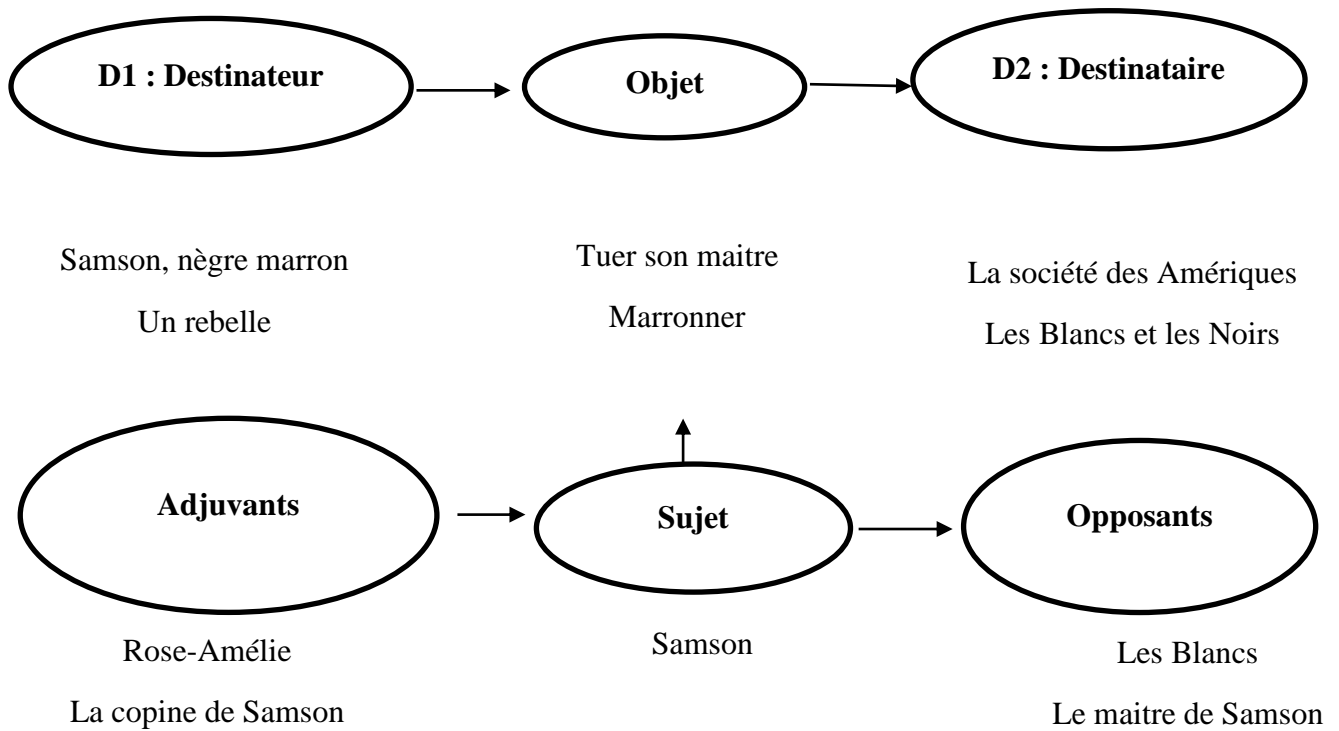 D1 : Destinateur
Objet
D2 : Destinataire
Samson, nègre marron
Un rebelle
Tuer son maitre
Marronner
La société des Amériques
Les Blancs et les Noirs
Adjuvants
Sujet
Opposants
Rose-Amélie
La copine de Samson
Samson
Les Blancs
Le maitre de Samson